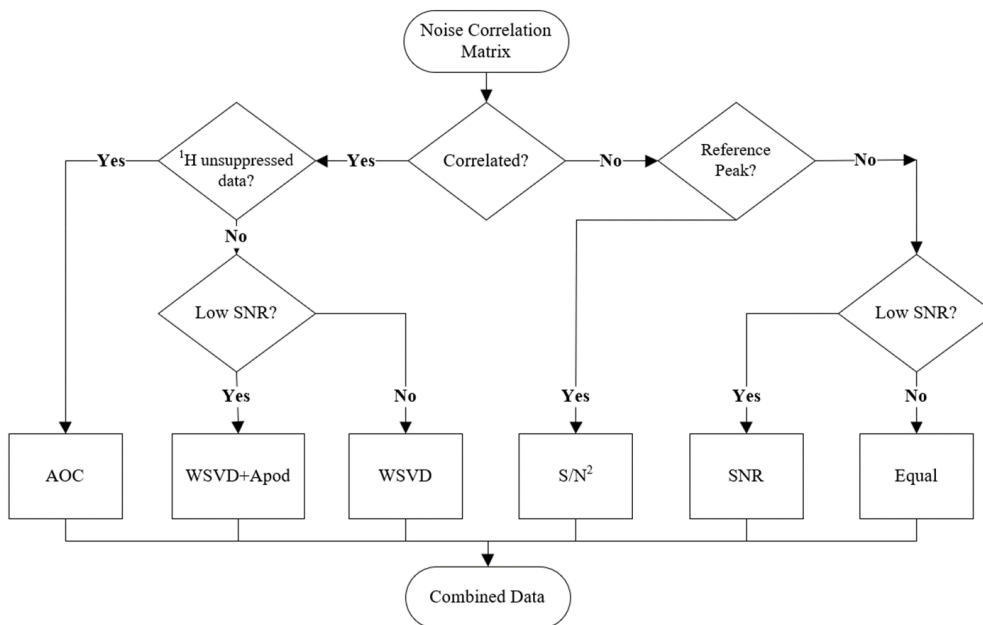 Noise Correlation
Matrix
¹H unsuppressed
data?
Yes
Yes
Correlated?
No
Reference
Peak?
No
No
Low SNR?
Low SNR?
Yes
No
Yes
Yes
No
AOC
WSVD+Apod
WSVD
S/N²
SNR
Equal
Combined Data